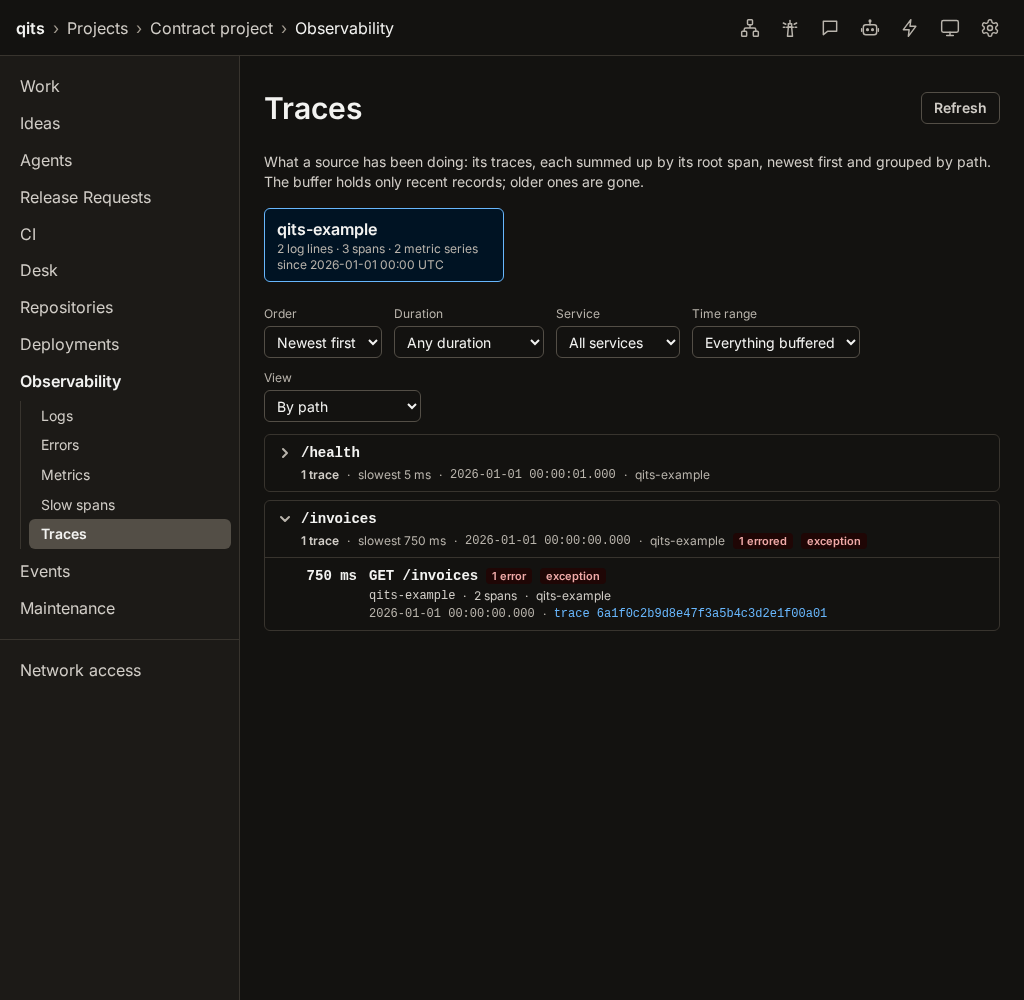 qits › Projects › Contract project › Observability
Work
Ideas
Agents
Release Requests
CI
Desk
Repositories
Deployments
Observability
Logs
Errors
Metrics
Slow spans
Traces
Events
Maintenance
Network access
Traces
Refresh
What a source has been doing: its traces, each summed up by its root span, newest first and grouped by path.
The buffer holds only recent records; older ones are gone.
qits-example
2 log lines · 3 spans · 2 metric series
since 2026-01-01 00:00 UTC
Order Duration Service Time range
Newest first Any duration All services Everything buffered
View
By path
/health
1 trace · slowest 5 ms · 2026-01-01 00:00:01.000 · qits-example
/invoices
1 trace · slowest 750 ms · 2026-01-01 00:00:00.000 · qits-example 1 errored exception
750 ms GET /invoices 1 error exception
qits-example · 2 spans · qits-example
2026-01-01 00:00:00.000 · trace 6a1f0c2b9d8e47f3a5b4c3d2e1f00a01